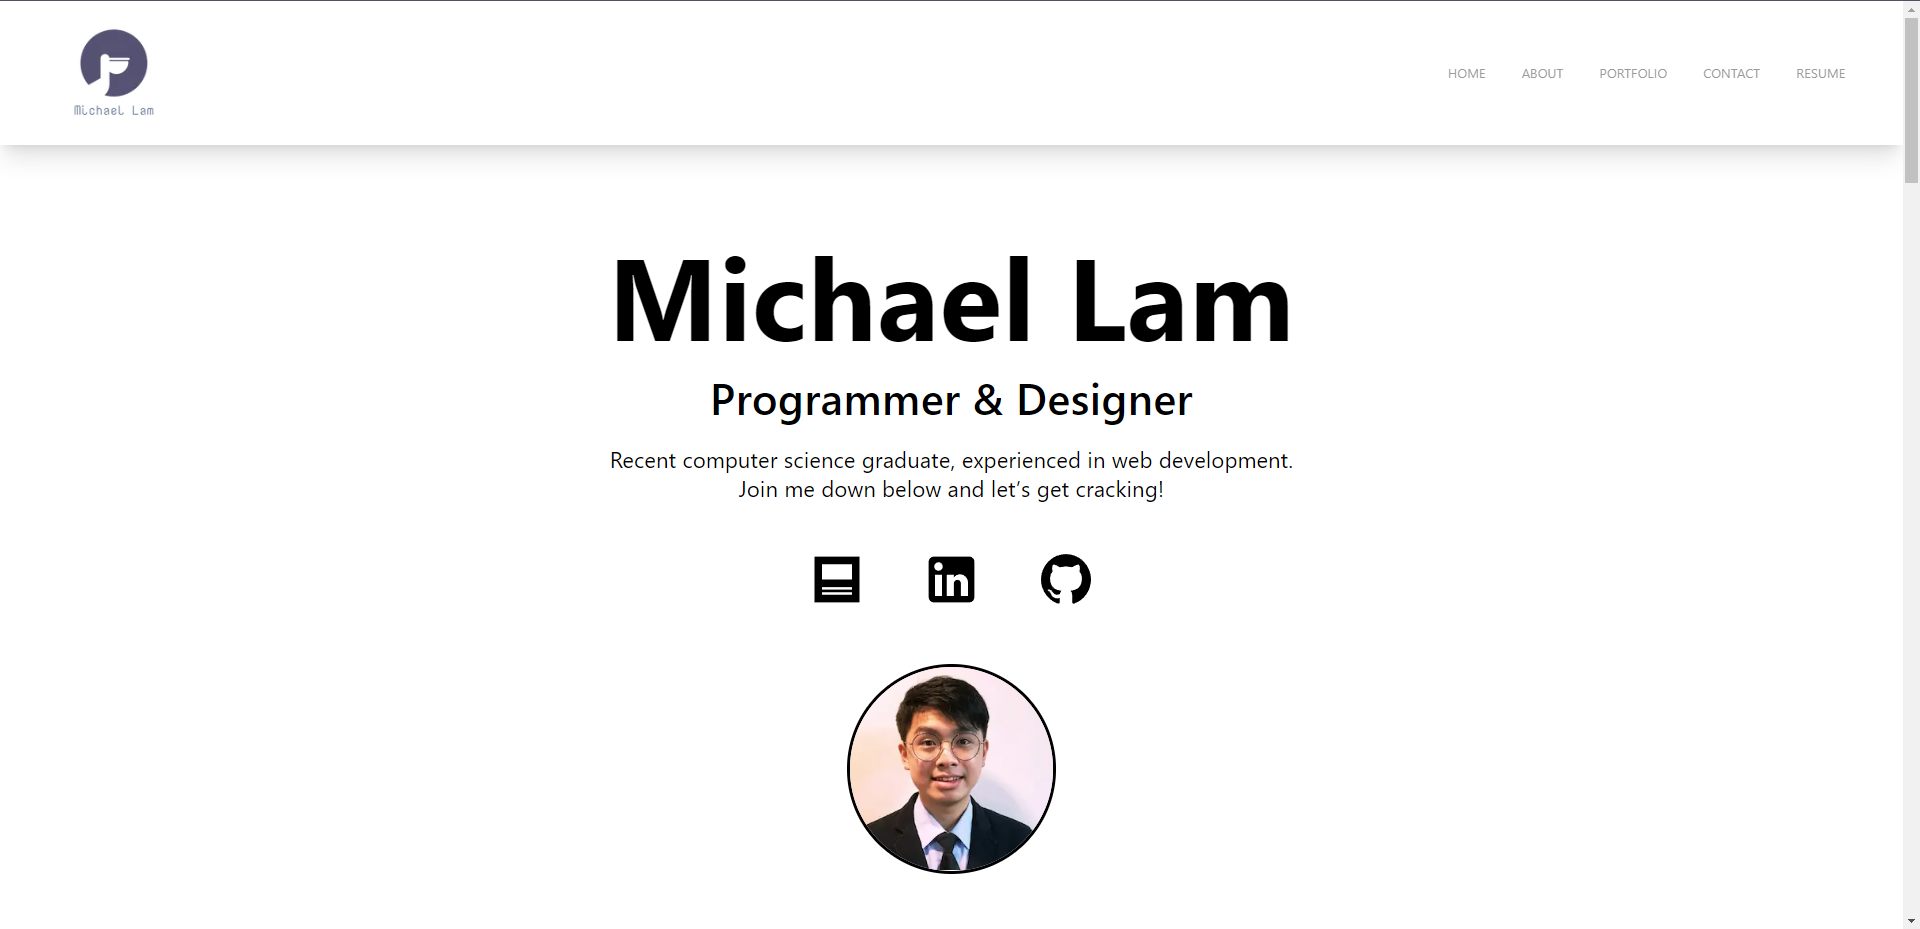 Michael Lam
HOME ABOUT PORTFOLIO CONTACT RESUME
Michael Lam
Programmer & Designer
Recent computer science graduate, experienced in web development.
Join me down below and let’s get cracking!
in